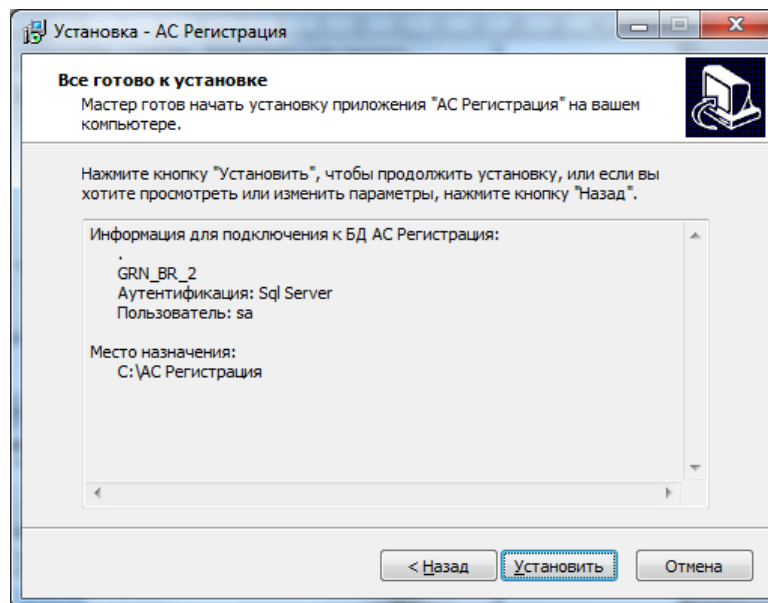 Установка - АС Регистрация
Все готово к установке
Мастер готов начать установку приложения "АС Регистрация" на вашем
компьютере.
Нажмите кнопку "Установить", чтобы продолжить установку, или если вы
хотите просмотреть или изменить параметры, нажмите кнопку "Назад".
Информация для подключения к БД АС Регистрация:
.
GRN_BR_2
Аутентификация: Sql Server
Пользователь: sa
Место назначения:
C:\АС Регистрация
< Назад
Установить
Отмена